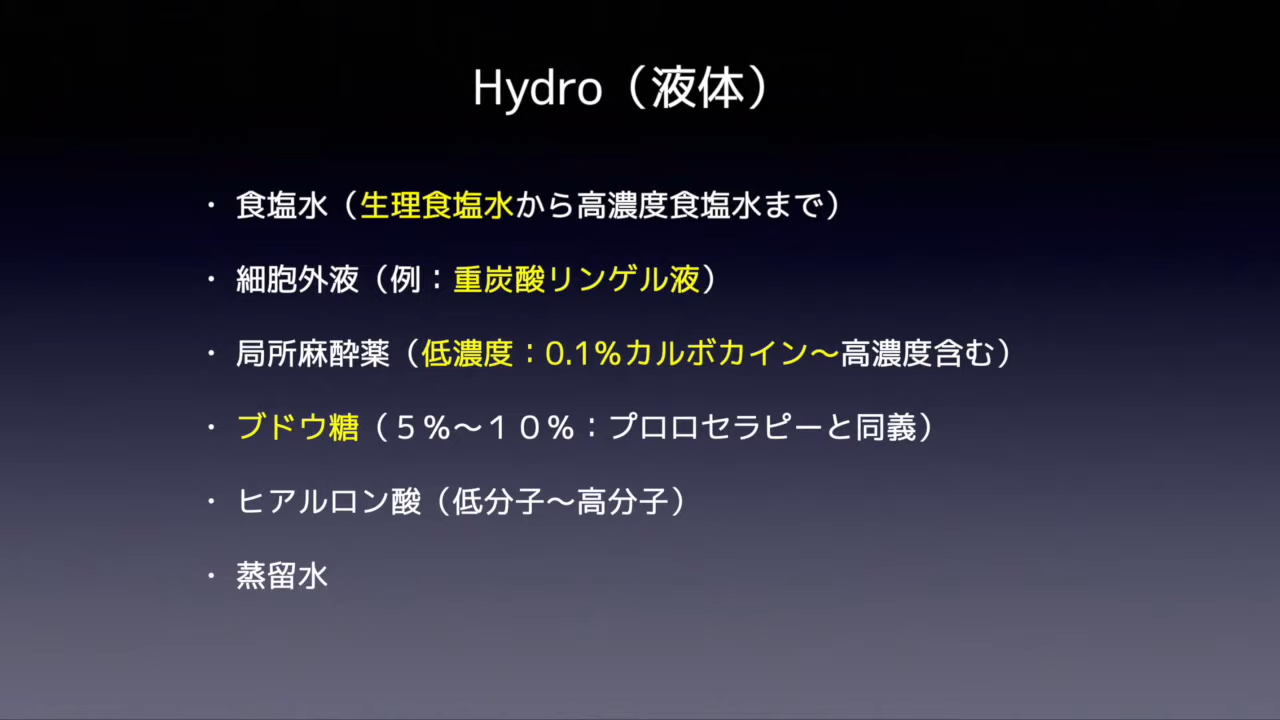 Hydro（液体）
・食塩水（生理食塩水から高濃度食塩水まで）
・細胞外液（例：重炭酸リンゲル液）
・局所麻酔薬（低濃度：0.1%カルボカイン〜高濃度含む）
・ブドウ糖（５％〜１０％：プロロセラピーと同義）
・ヒアルロン酸（低分子〜高分子）
・蒸留水